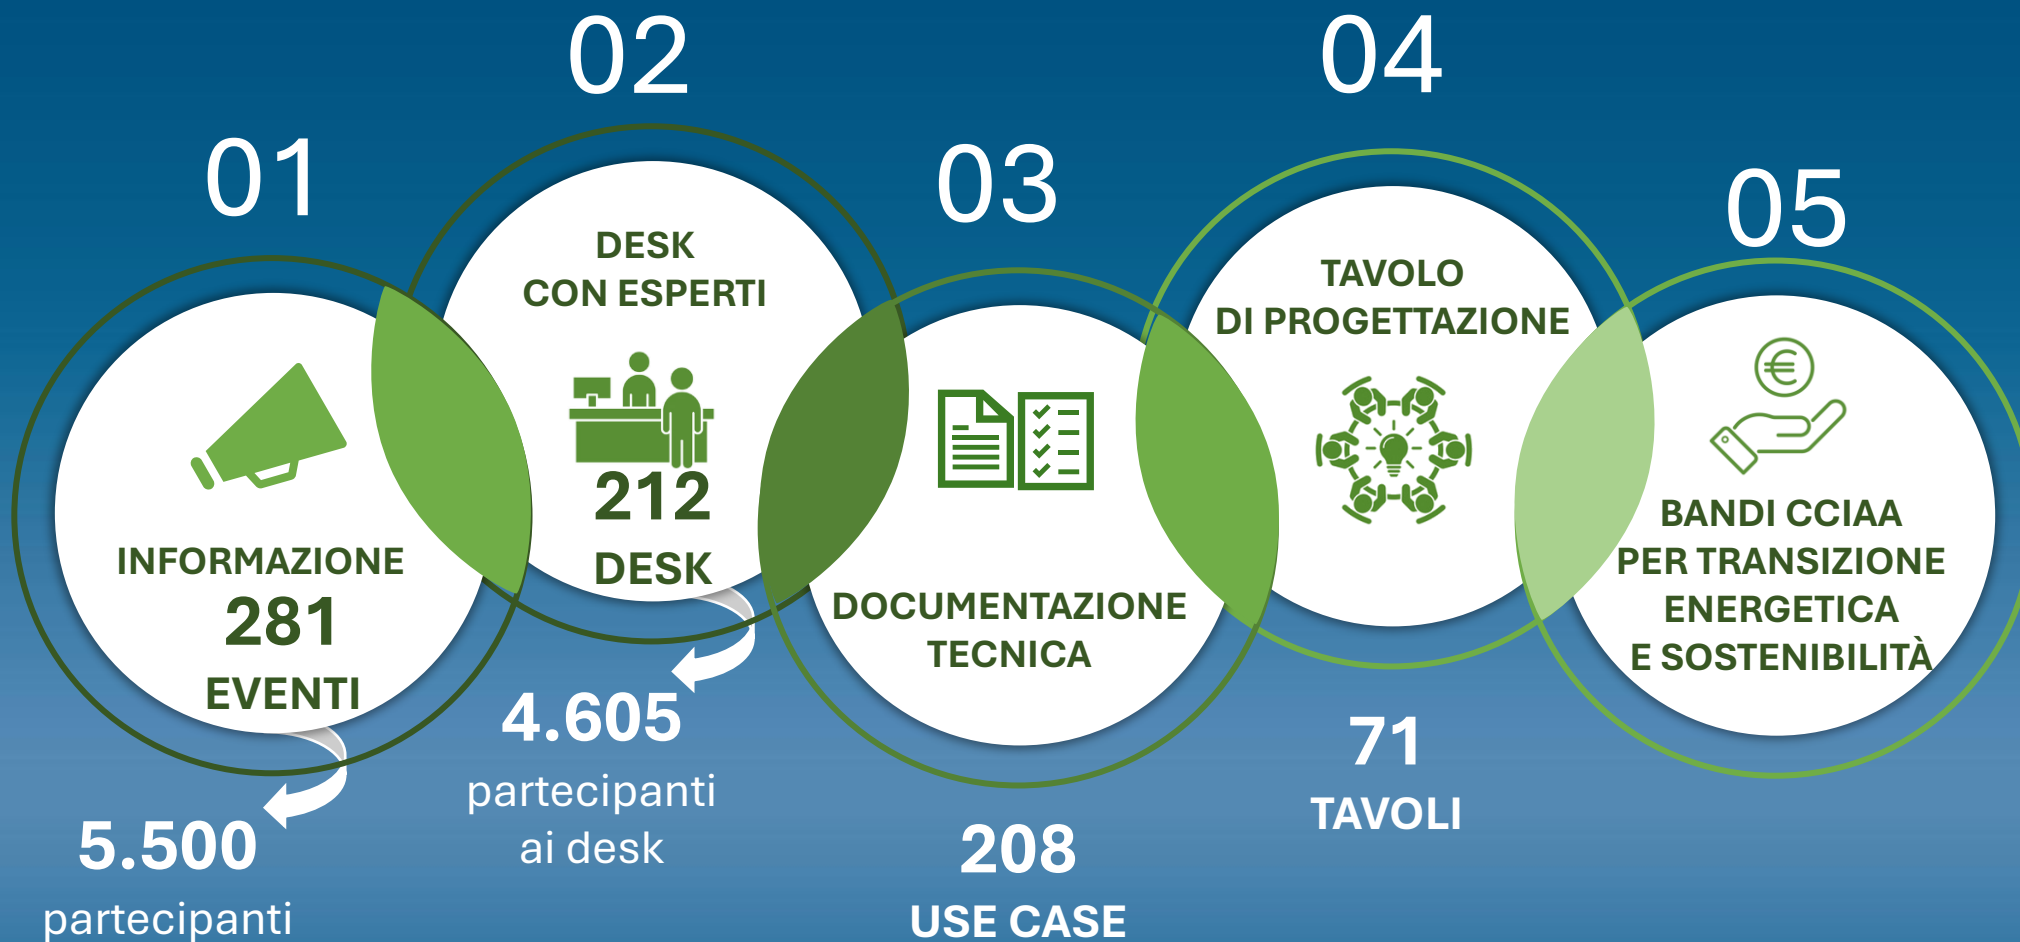 01
INFORMAZIONE
281
EVENTI
5.500
partecipanti
02
DESK
CON ESPERTI
212
DESK
4.605
partecipanti
ai desk
03
DOCUMENTAZIONE
TECNICA
208
USE CASE
04
TAVOLO
DI PROGETTAZIONE
71
TAVOLI
05
€
BANDI CCIAA
PER TRANSIZIONE
ENERGETICA
E SOSTENIBILITÀ